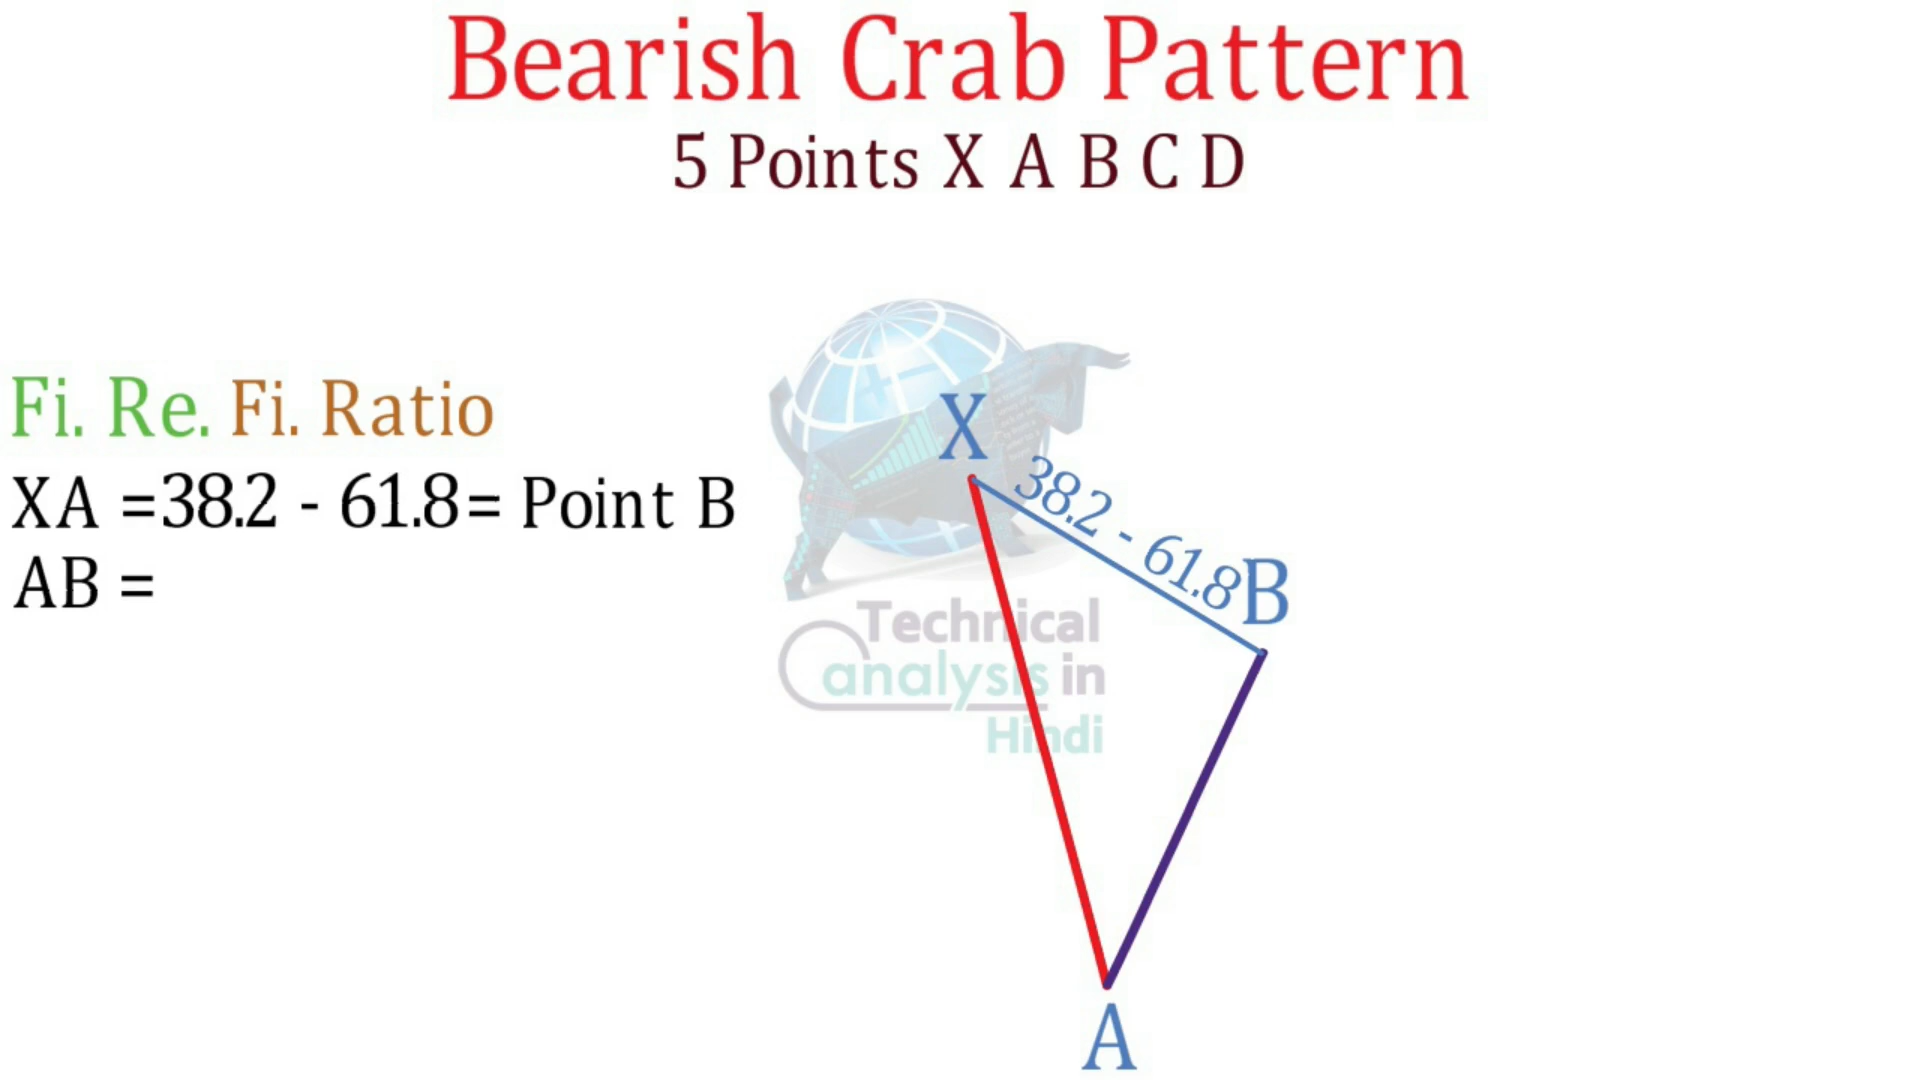 Bearish Crab Pattern
5 Points X A B C D
Fi. Re. Fi. Ratio
XA =38.2 - 61.8= Point B
AB =
X
38.2 - 61.8
B
A
Technical
analysis in
Hindi